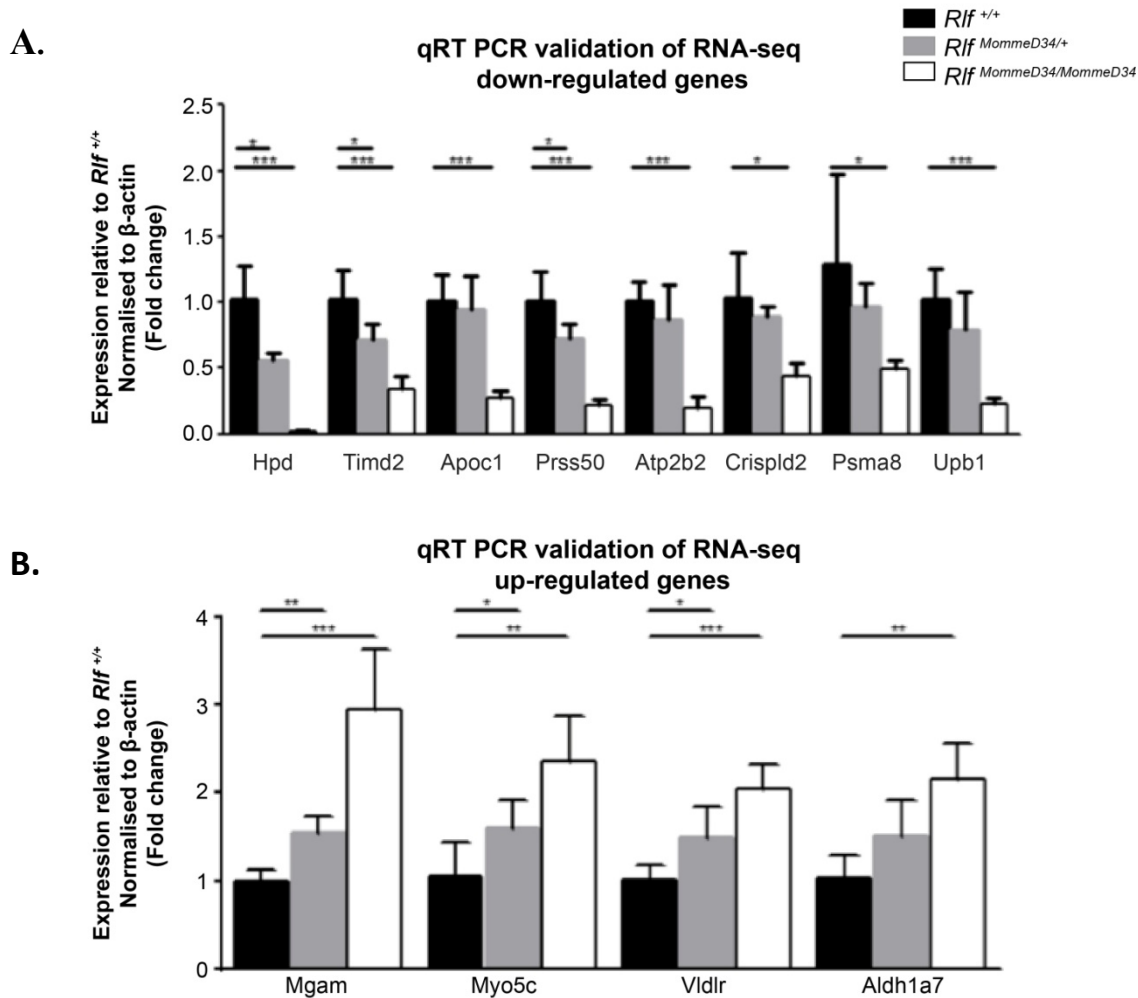 Rlf +/+
Rlf MommeD34/+
Rlf MommeD34/MommeD34
A.
qRT PCR validation of RNA-seq
down-regulated genes
Expression relative to Rlf +/+
Normalised to β-actin
(Fold change)
2.5
2.0
1.5
1.0
0.5
0.0
* * *
*** *** *** *** *** * * ***
Hpd Timd2 Apoc1 Prss50 Atp2b2 Crispld2 Psma8 Upb1
B.
qRT PCR validation of RNA-seq
up-regulated genes
Expression relative to Rlf +/+
Normalised to β-actin
(Fold change)
4
3
2
1
0
** * *
*** ** *** **
Mgam Myo5c Vldlr Aldh1a7